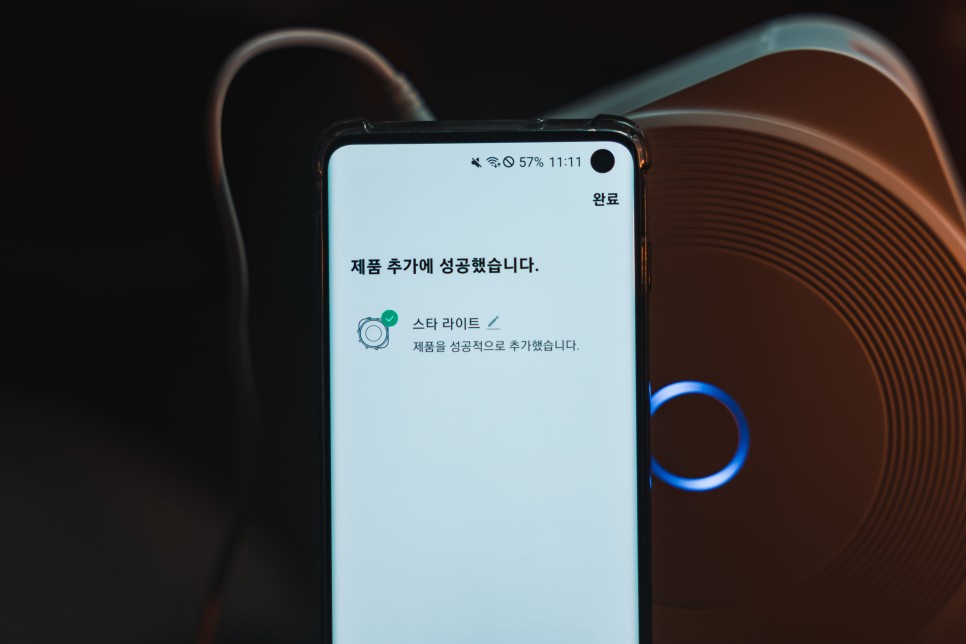 57% 11:11
완료
제품 추가에 성공했습니다.
스타 라이트
제품을 성공적으로 추가했습니다.